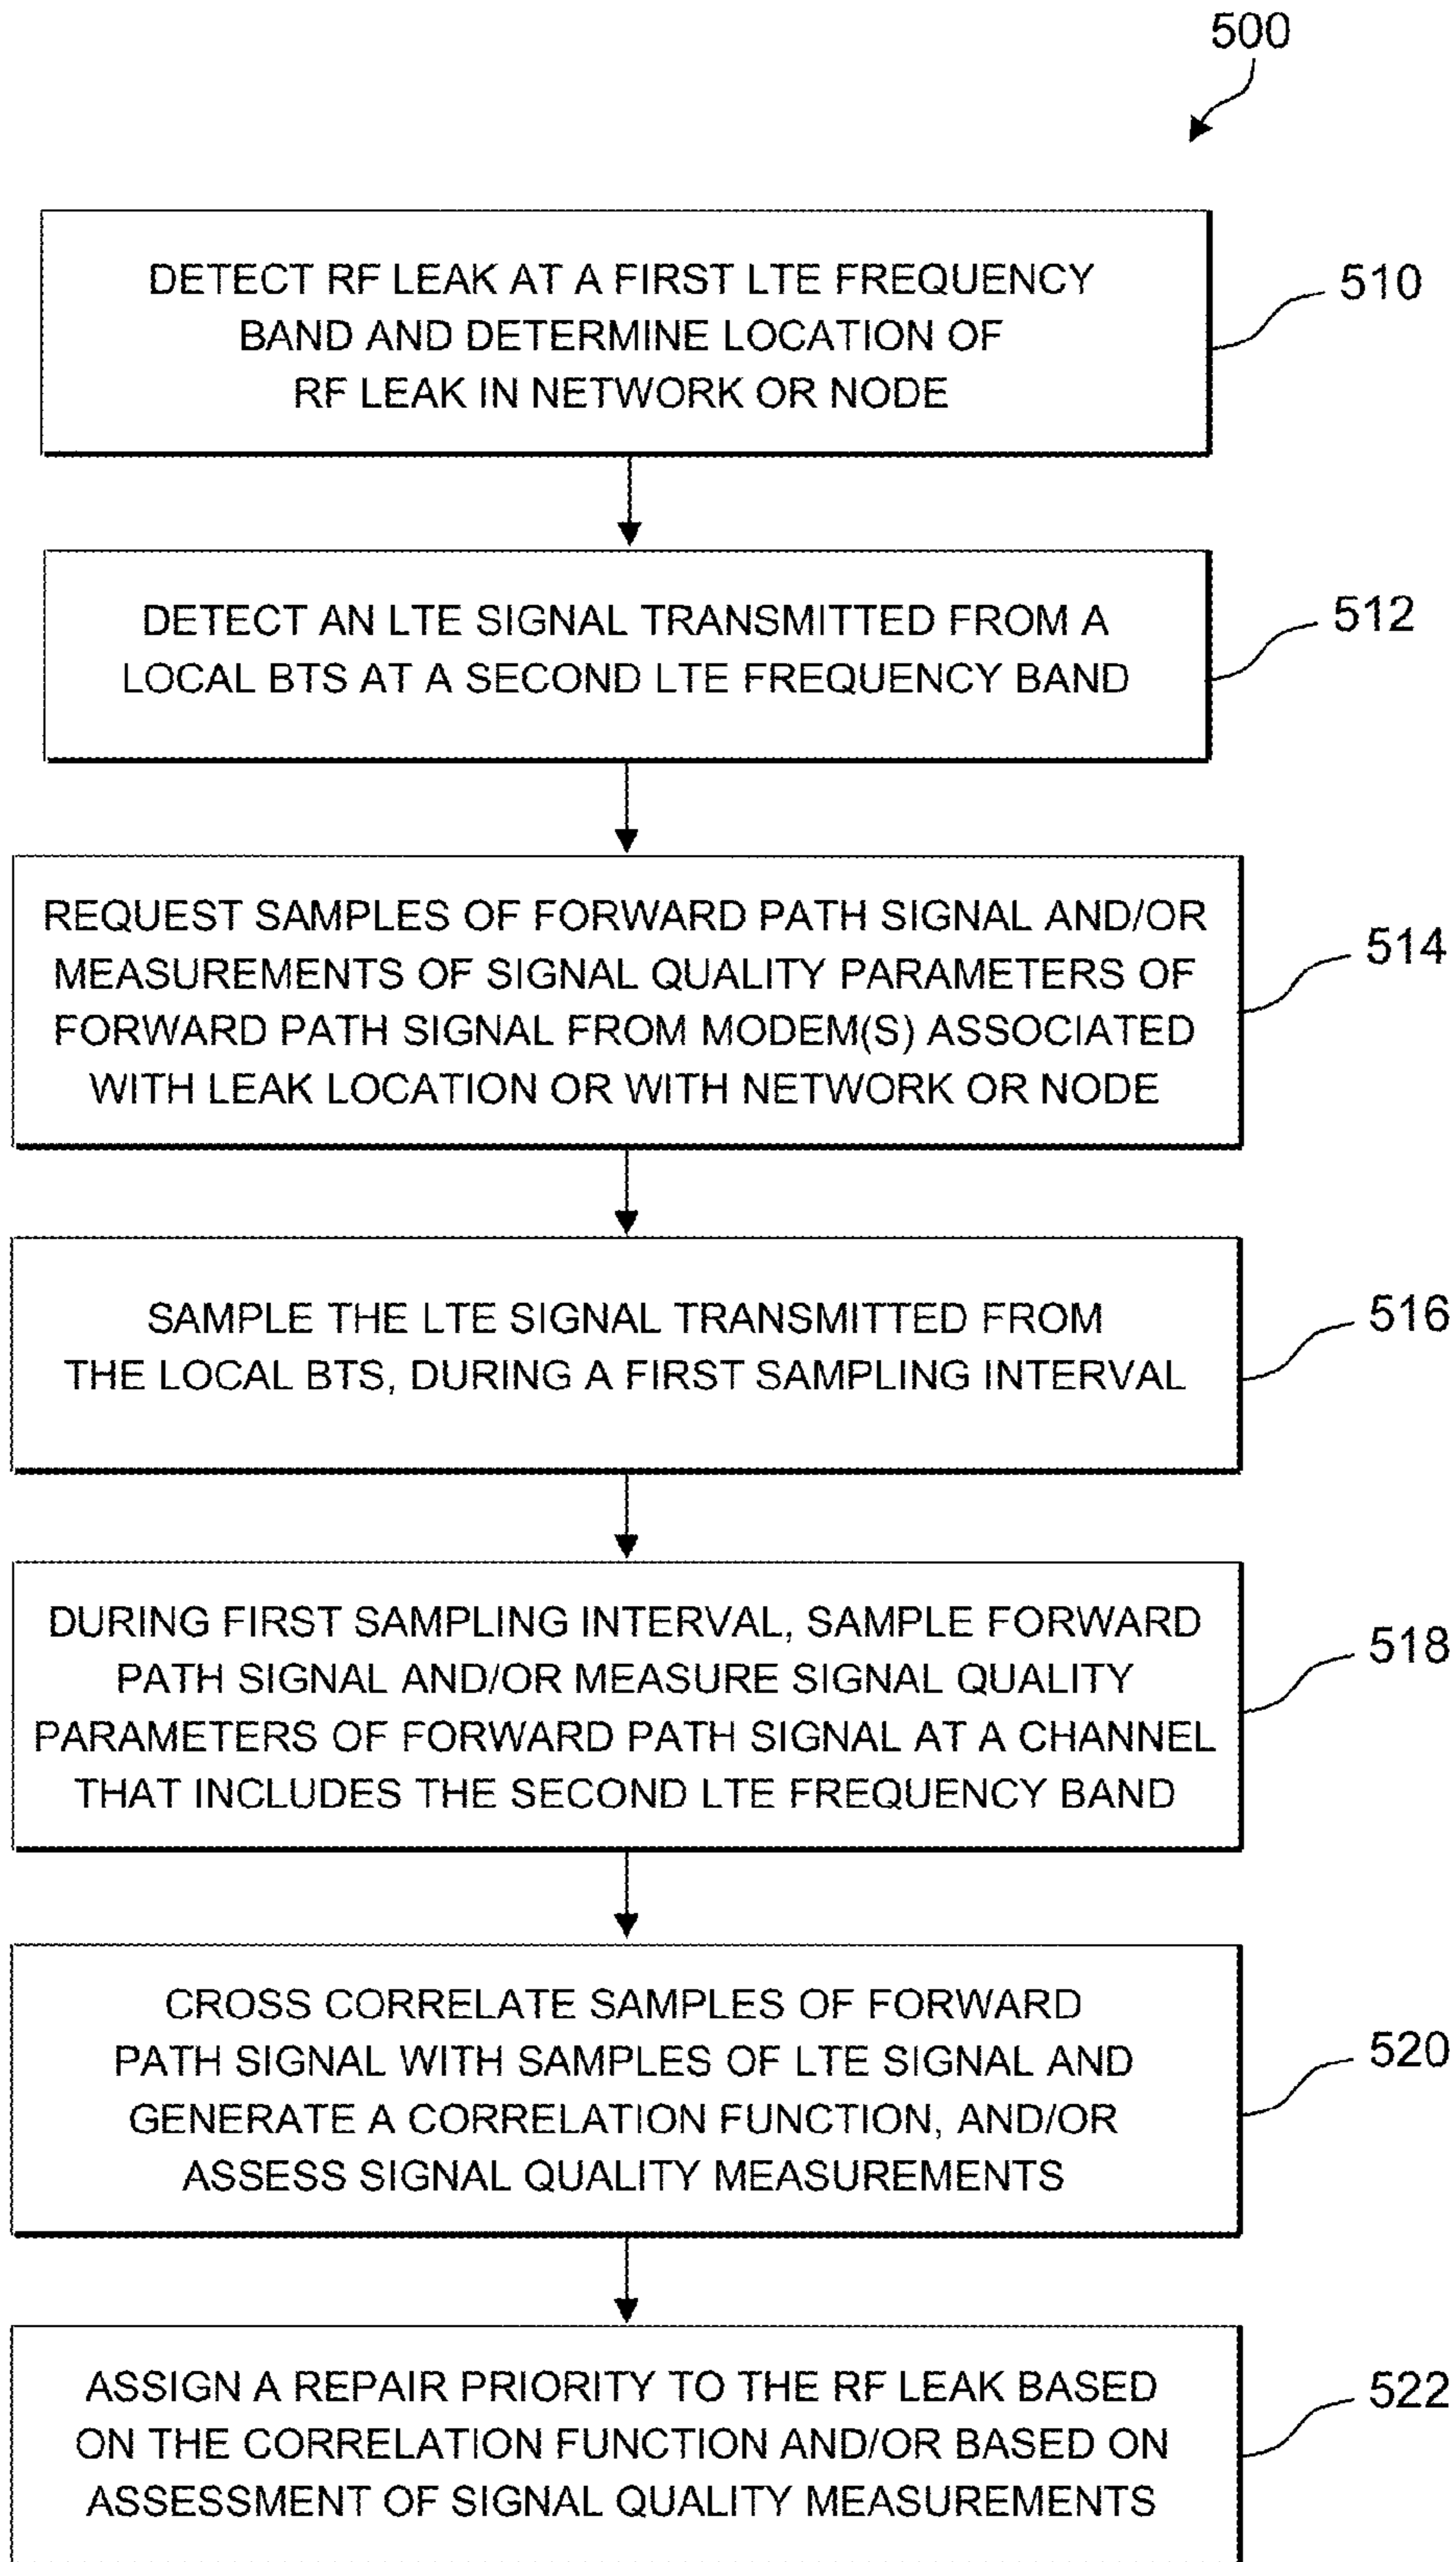 500
DETECT RF LEAK AT A FIRST LTE FREQUENCY
BAND AND DETERMINE LOCATION OF
RF LEAK IN NETWORK OR NODE
510
DETECT AN LTE SIGNAL TRANSMITTED FROM A
LOCAL BTS AT A SECOND LTE FREQUENCY BAND
512
REQUEST SAMPLES OF FORWARD PATH SIGNAL AND/OR
MEASUREMENTS OF SIGNAL QUALITY PARAMETERS OF
FORWARD PATH SIGNAL FROM MODEM(S) ASSOCIATED
WITH LEAK LOCATION OR WITH NETWORK OR NODE
514
SAMPLE THE LTE SIGNAL TRANSMITTED FROM
THE LOCAL BTS, DURING A FIRST SAMPLING INTERVAL
516
DURING FIRST SAMPLING INTERVAL, SAMPLE FORWARD
PATH SIGNAL AND/OR MEASURE SIGNAL QUALITY
PARAMETERS OF FORWARD PATH SIGNAL AT A CHANNEL
THAT INCLUDES THE SECOND LTE FREQUENCY BAND
518
CROSS CORRELATE SAMPLES OF FORWARD
PATH SIGNAL WITH SAMPLES OF LTE SIGNAL AND
GENERATE A CORRELATION FUNCTION, AND/OR
ASSESS SIGNAL QUALITY MEASUREMENTS
520
ASSIGN A REPAIR PRIORITY TO THE RF LEAK BASED
ON THE CORRELATION FUNCTION AND/OR BASED ON
ASSESSMENT OF SIGNAL QUALITY MEASUREMENTS
522